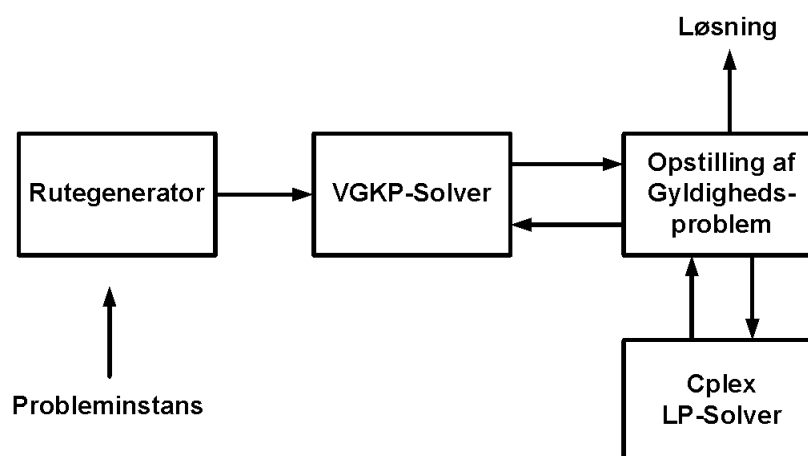 Løsning
Rutegenerator
VGKP-Solver
Opstilling af
Gyldigheds-
problem
Probleminstans
Cplex
LP-Solver